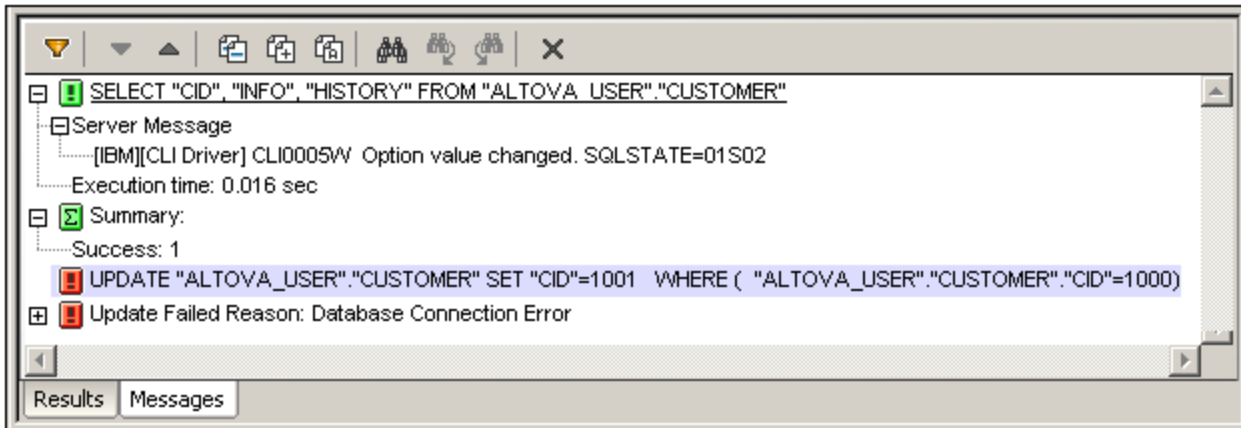 SELECT "CID", "INFO", "HISTORY" FROM "ALTOVA_USER"."CUSTOMER"
Server Message
[IBM][CLI Driver] CLI0005W  Option value changed. SQLSTATE=01S02
Execution time: 0.016 sec
Summary:
Success: 1
UPDATE "ALTOVA_USER"."CUSTOMER" SET "CID"=1001   WHERE (  "ALTOVA_USER"."CUSTOMER"."CID"=1000)
Update Failed Reason: Database Connection Error
Results Messages